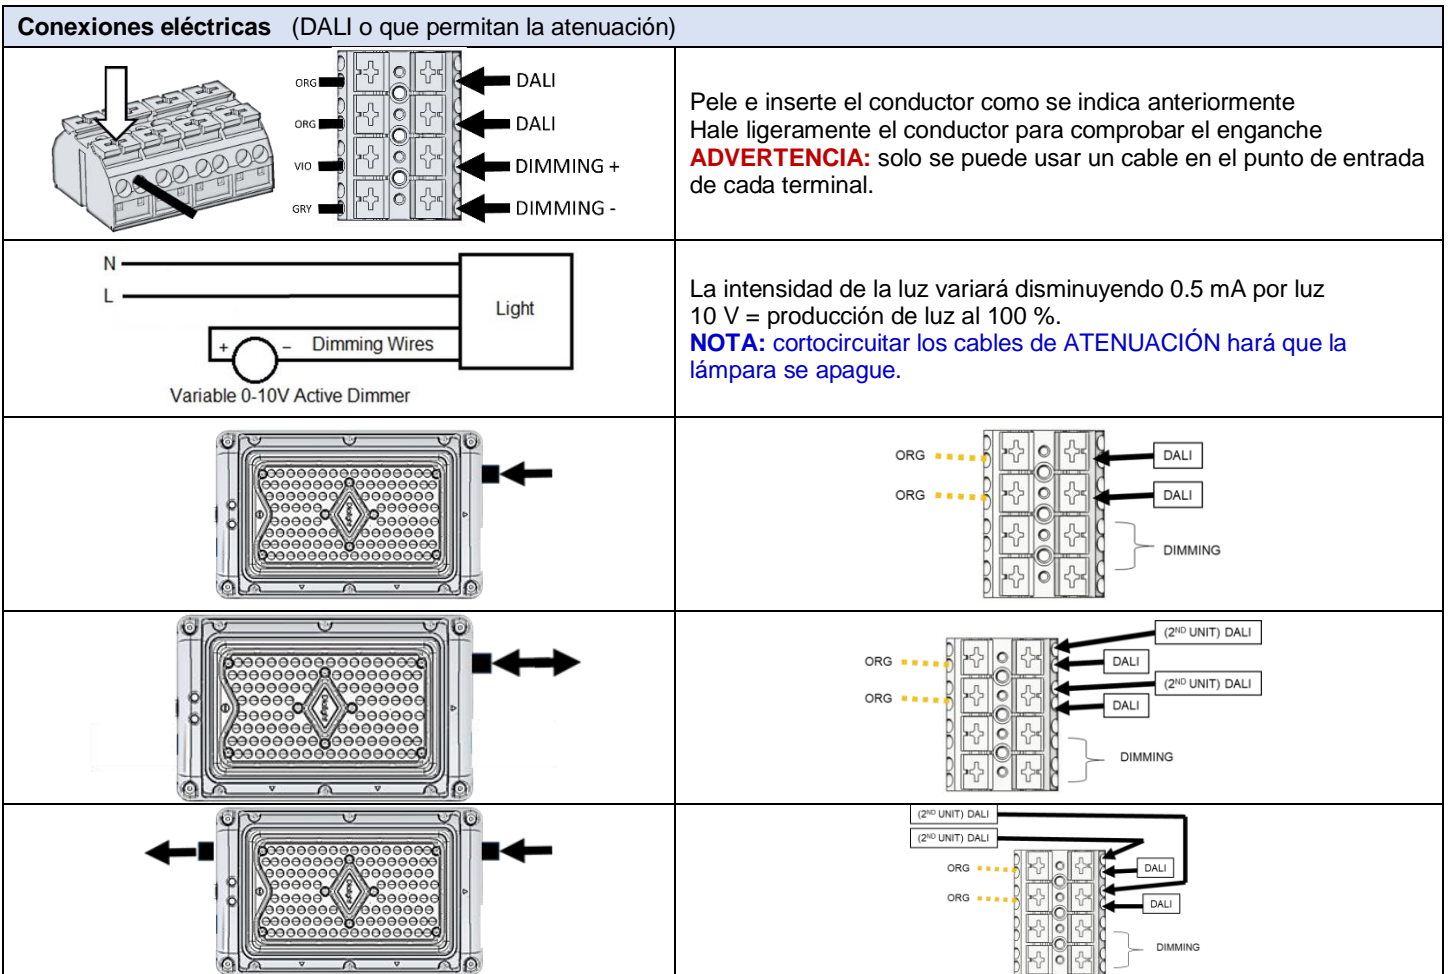 Conexiones eléctricas (DALI o que permitan la atenuación)
ORG DALI
ORG DALI
VIO DIMMING +
GRY DIMMING -
Pele e inserte el conductor como se indica anteriormente
Hale ligeramente el conductor para comprobar el enganche
ADVERTENCIA: solo se puede usar un cable en el punto de entrada
de cada terminal.
N
L
Light
+ – Dimming Wires
Variable 0-10V Active Dimmer
La intensidad de la luz variará disminuyendo 0.5 mA por luz
10 V = producción de luz al 100 %.
NOTA: cortocircuitar los cables de ATENUACIÓN hará que la
lámpara se apague.
Dialight
ORG DALI
ORG DALI
DIMMING
Dialight
(2ND UNIT) DALI
ORG DALI
(2ND UNIT) DALI
ORG DALI
DIMMING
Dialight
(2ND UNIT) DALI
(2ND UNIT) DALI
ORG DALI
ORG DALI
DIMMING